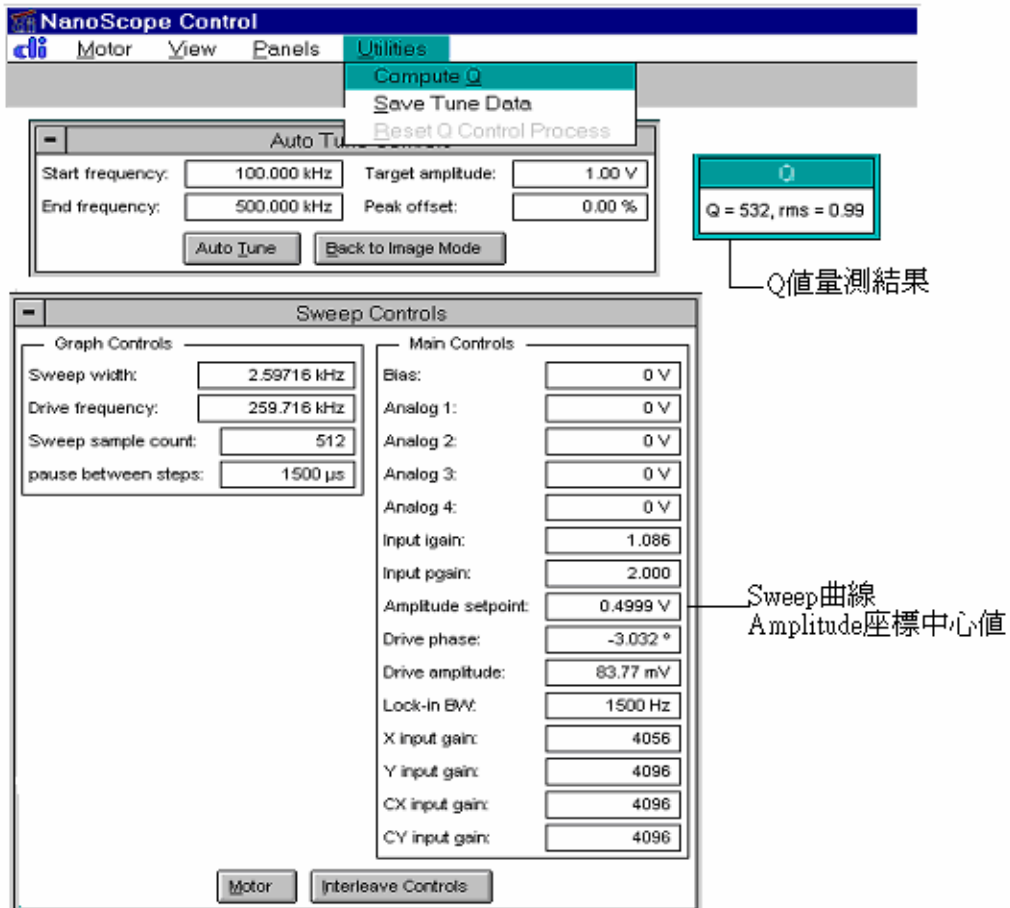 NanoScope Control
di Motor View Panels Utilities
Compute Q
Save Tune Data
Reset Q Control Process
Auto Tune Controls
Start frequency: 100.000 kHz Target amplitude: 1.00 V
End frequency: 500.000 kHz Peak offset: 0.00 %
Auto Tune Back to Image Mode
Q
Q = 532, rms = 0.99
Q值量測結果
Sweep Controls
Graph Controls
Sweep width: 2.59716 kHz
Drive frequency: 259.716 kHz
Sweep sample count: 512
pause between steps: 1500 µs
Main Controls
Bias: 0 V
Analog 1: 0 V
Analog 2: 0 V
Analog 3: 0 V
Analog 4: 0 V
Input igain: 1.086
Input pgain: 2.000
Amplitude setpoint: 0.4999 V
Drive phase: -3.032 °
Drive amplitude: 83.77 mV
Lock-in BW: 1500 Hz
X input gain: 4056
Y input gain: 4096
CX input gain: 4096
CY input gain: 4096
Sweep曲線
Amplitude座標中心值
Motor Interleave Controls